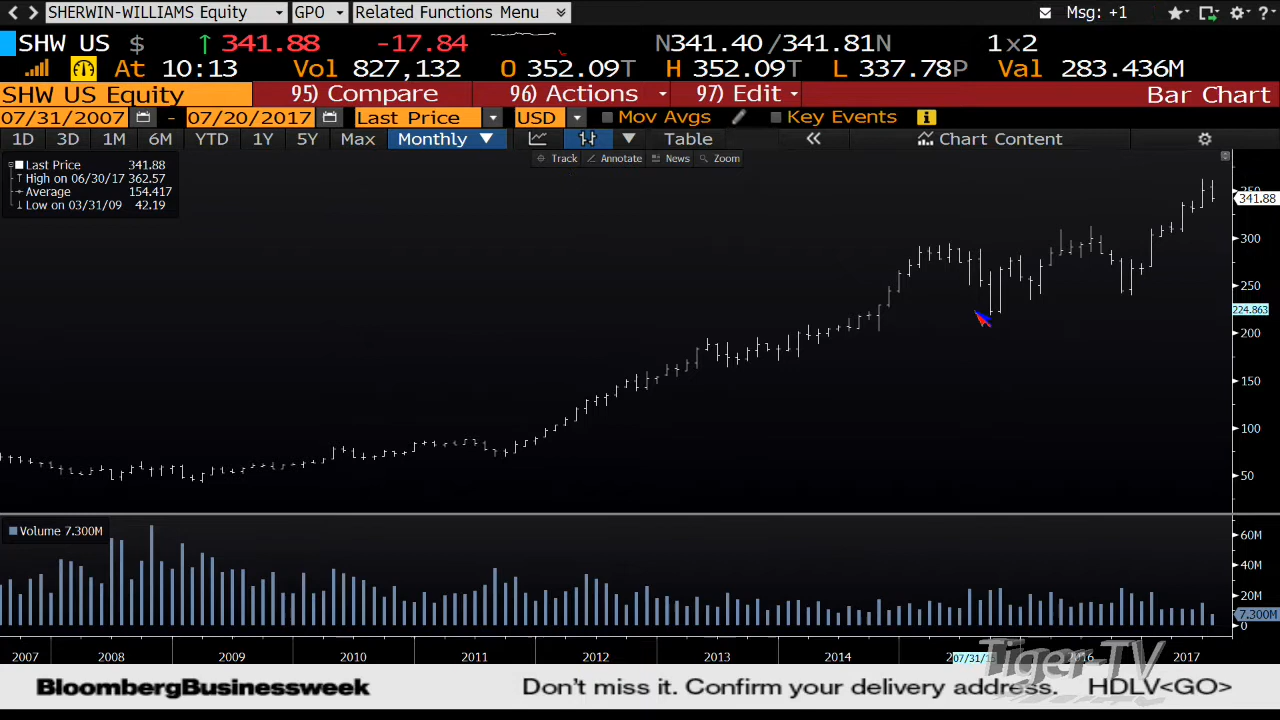 SHERWIN-WILLIAMS Equity GPO Related Functions Menu Msg: +1
SHW US $ ↑ 341.88 -17.84 N341.40 /341.81N 1x2
At 10:13 Vol 827,132 O 352.09T H 352.09T L 337.78P Val 283.436M
SHW US Equity 95) Compare 96) Actions 97) Edit Bar Chart
07/31/2007 - 07/20/2017 Last Price USD Mov Avgs Key Events
1D 3D 1M 6M YTD 1Y 5Y Max Monthly ▼ Table « Chart Content
Track Annotate News Zoom
Last Price 341.88
High on 06/30/17 362.57
Average 154.417
Low on 03/31/09 42.19
350
341.88
300
250
224.863
200
150
100
50
Volume 7.300M
60M
40M
20M
7.300M
0
2007 2008 2009 2010 2011 2012 2013 2014 07/31/15 2016 2017
Tiger-TV
BloombergBusinessweek Don't miss it. Confirm your delivery address. HDLV<GO>